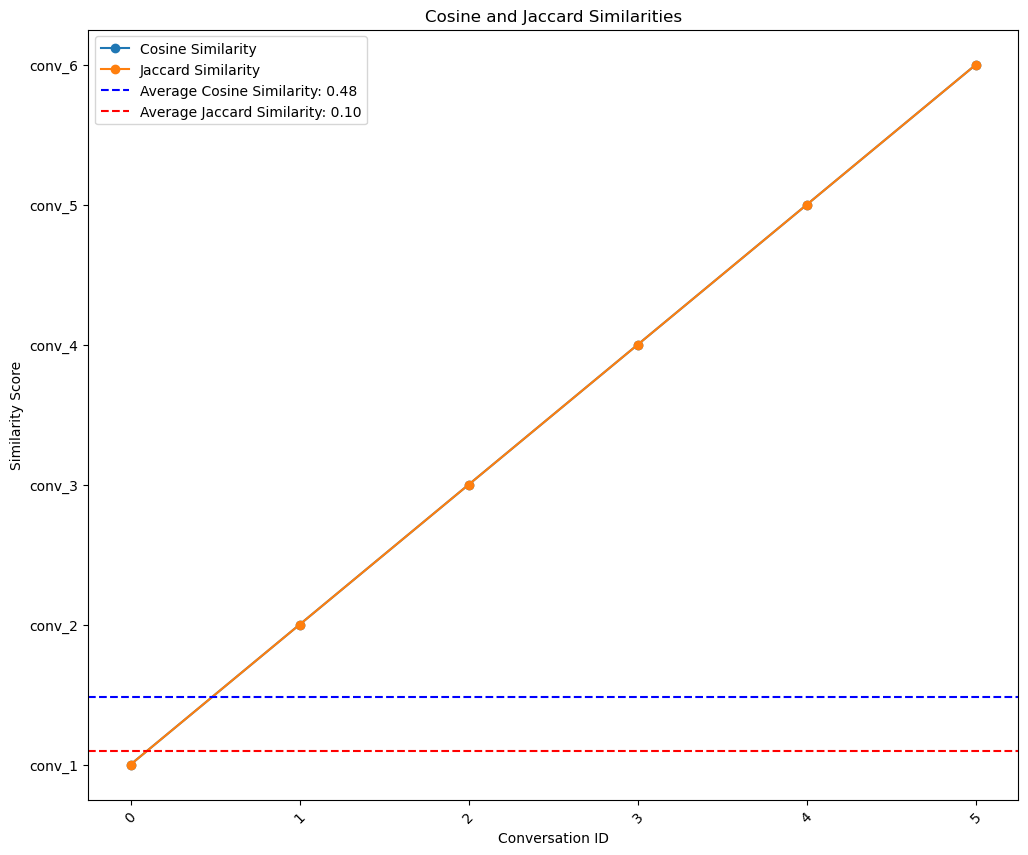 Cosine and Jaccard Similarities
Cosine Similarity
Jaccard Similarity
Average Cosine Similarity: 0.48
Average Jaccard Similarity: 0.10
conv_6
conv_5
conv_4
conv_3
conv_2
conv_1
Similarity Score
0 1 2 3 4 5
Conversation ID